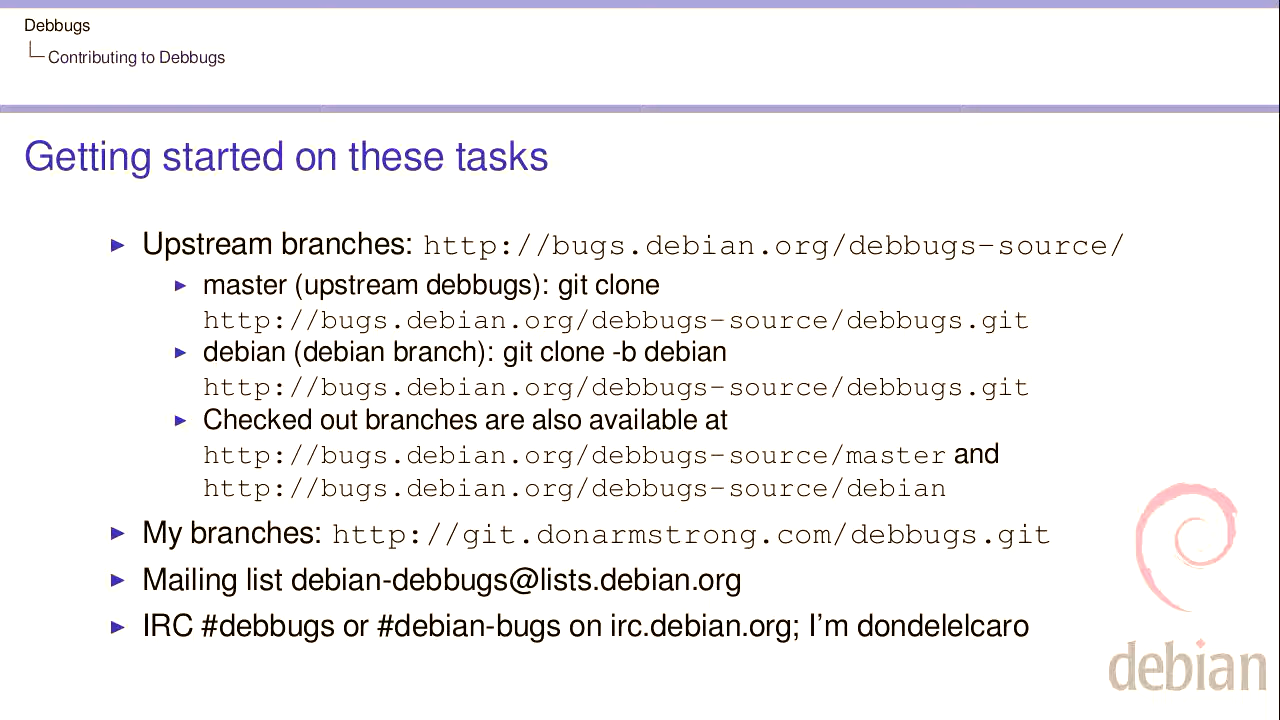 Debbugs
Contributing to Debbugs
Getting started on these tasks
Upstream branches: http://bugs.debian.org/debbugs-source/
master (upstream debbugs): git clone
http://bugs.debian.org/debbugs-source/debbugs.git
debian (debian branch): git clone -b debian
http://bugs.debian.org/debbugs-source/debbugs.git
Checked out branches are also available at
http://bugs.debian.org/debbugs-source/master and
http://bugs.debian.org/debbugs-source/debian
My branches: http://git.donarmstrong.com/debbugs.git
Mailing list debian-debbugs@lists.debian.org
IRC #debbugs or #debian-bugs on irc.debian.org; I'm dondelelcaro
debian